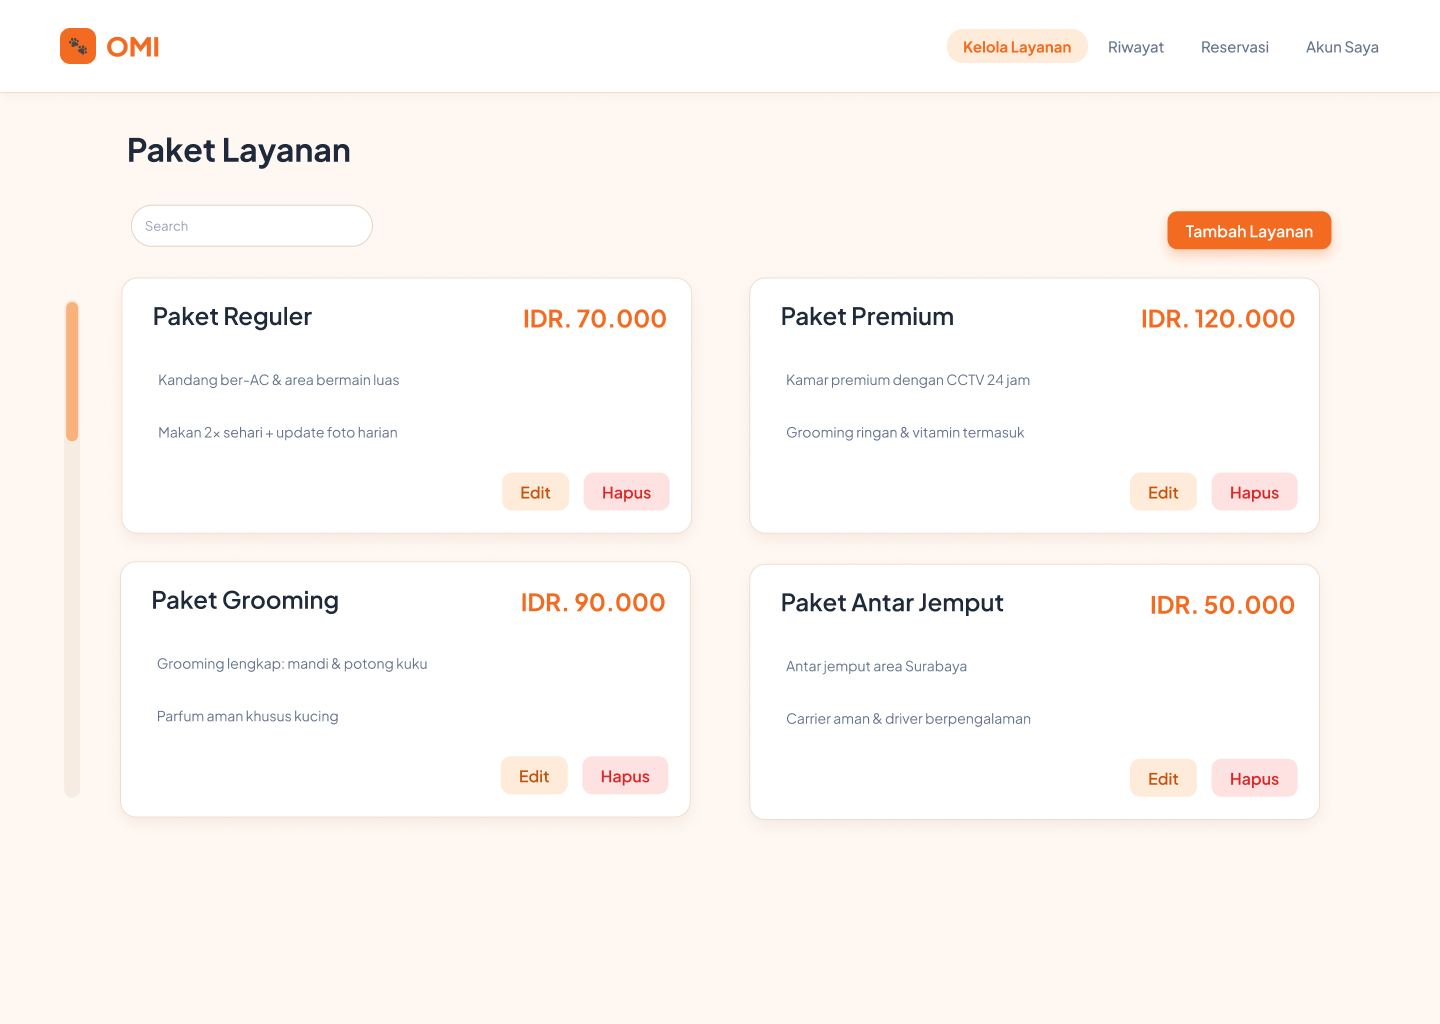 OMI
Kelola Layanan
Riwayat
Reservasi
Akun Saya
Paket Layanan
Search
Tambah Layanan
Paket Reguler
IDR. 70.000
Kandang ber-AC & area bermain luas
Makan 2x sehari + update foto harian
Edit
Hapus
Paket Premium
IDR. 120.000
Kamar premium dengan CCTV 24 jam
Grooming ringan & vitamin termasuk
Edit
Hapus
Paket Grooming
IDR. 90.000
Grooming lengkap: mandi & potong kuku
Parfum aman khusus kucing
Edit
Hapus
Paket Antar Jemput
IDR. 50.000
Antar jemput area Surabaya
Carrier aman & driver berpengalaman
Edit
Hapus